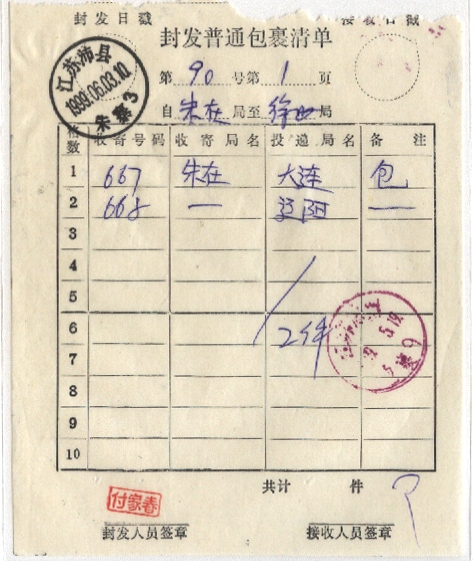 封发日戳 接收日戳
封发普通包裹清单
江苏沛县
1999.06.03.10
朱寨3
第 90 号第 1 页
自 朱在 局至 徐 局
格数 收寄号码 收寄局名 投递局名 备注
1 667 朱在 大连 包
2 668 — 辽阳 —
3
4
5
6 2件
7
8
9
10
共计 件
付家春
封发人员签章 接收人员签章